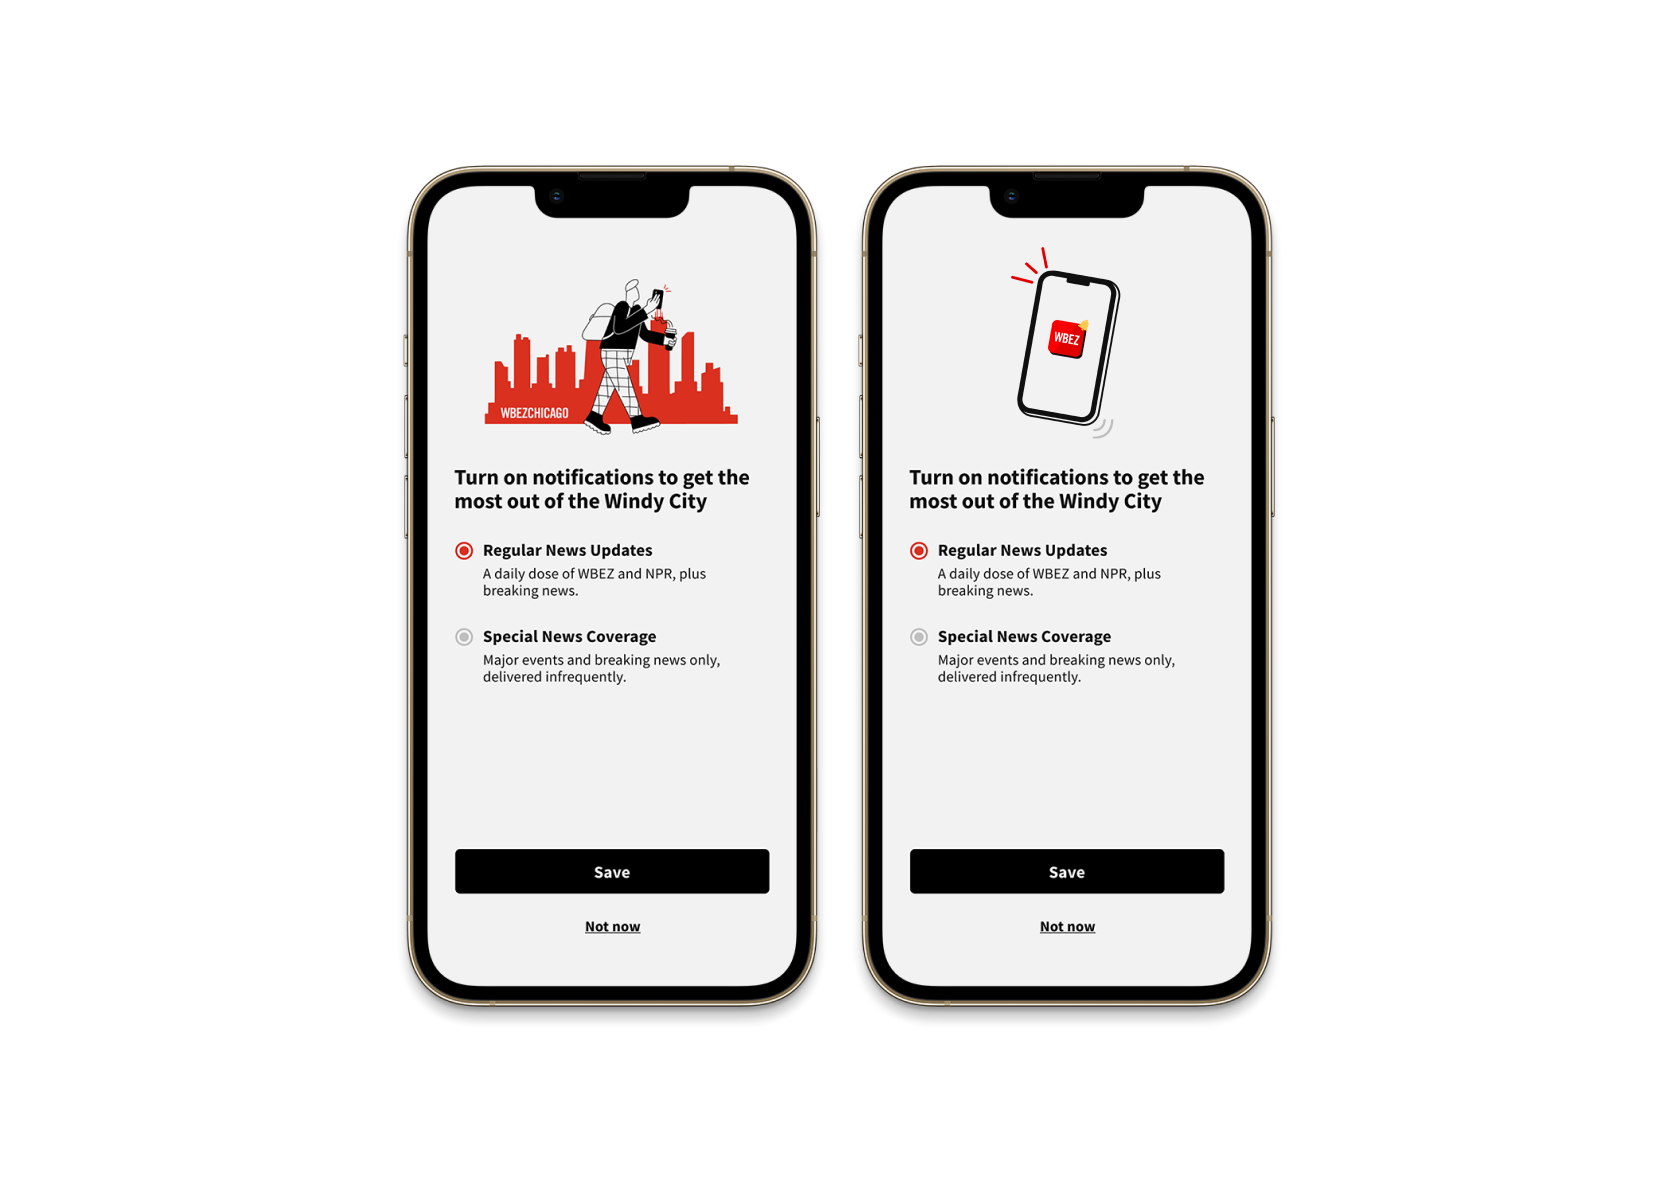 WBEZCHICAGO
Turn on notifications to get the
most out of the Windy City
Regular News Updates
A daily dose of WBEZ and NPR, plus
breaking news.
Special News Coverage
Major events and breaking news only,
delivered infrequently.
Save
Not now
WBEZ
Turn on notifications to get the
most out of the Windy City
Regular News Updates
A daily dose of WBEZ and NPR, plus
breaking news.
Special News Coverage
Major events and breaking news only,
delivered infrequently.
Save
Not now